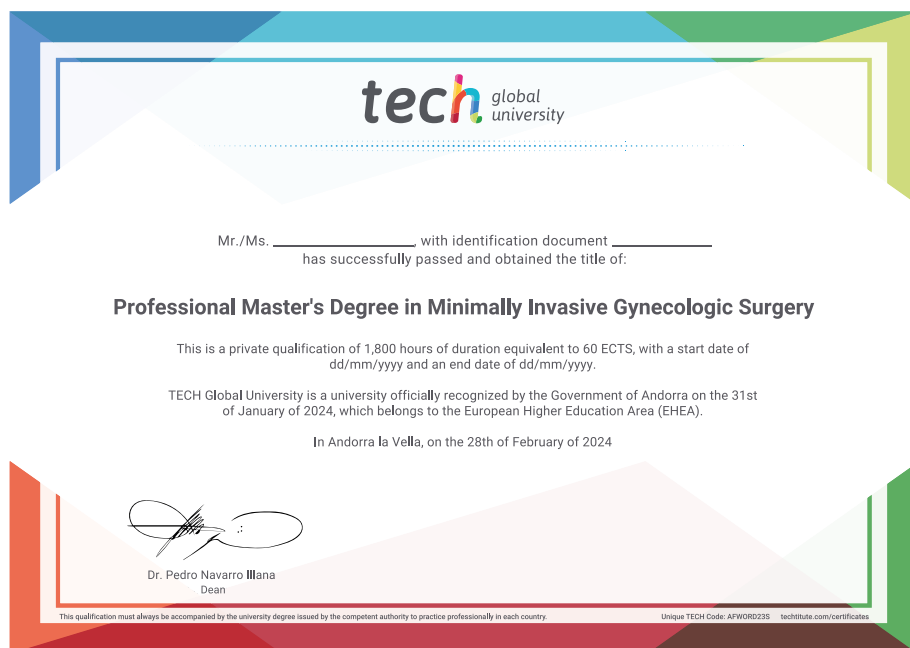 tech global
university
Mr./Ms. ________________, with identification document ____________
has successfully passed and obtained the title of:
Professional Master's Degree in Minimally Invasive Gynecologic Surgery
This is a private qualification of 1,800 hours of duration equivalent to 60 ECTS, with a start date of
dd/mm/yyyy and an end date of dd/mm/yyyy.
TECH Global University is a university officially recognized by the Government of Andorra on the 31st
of January of 2024, which belongs to the European Higher Education Area (EHEA).
In Andorra la Vella, on the 28th of February of 2024
Dr. Pedro Navarro Illana
Dean
This qualification must always be accompanied by the university degree issued by the competent authority to practice professionally in each country.
Unique TECH Code: AFWORD23S techtitute.com/certificates